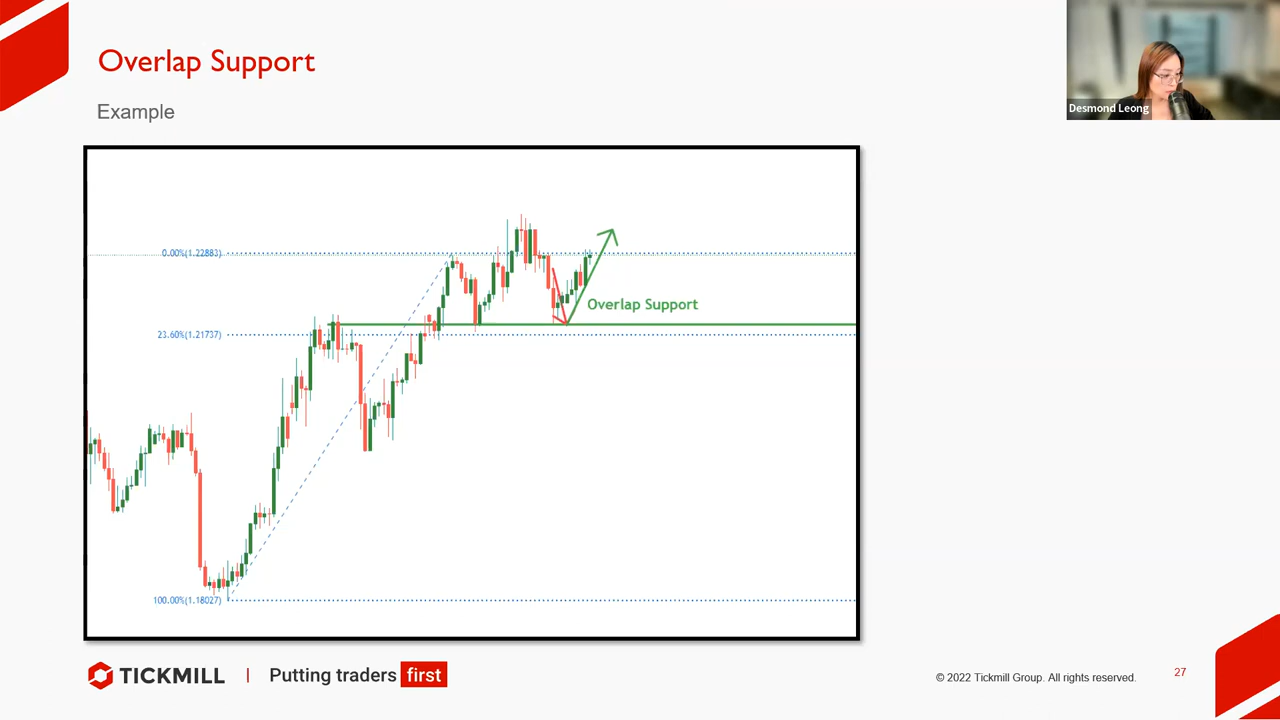 Overlap Support
Example
Desmond Leong
0.00%(1.22883)
Overlap Support
23.60%(1.21737)
100.00%(1.18027)
TICKMILL | Putting traders first
© 2022 Tickmill Group. All rights reserved.
27